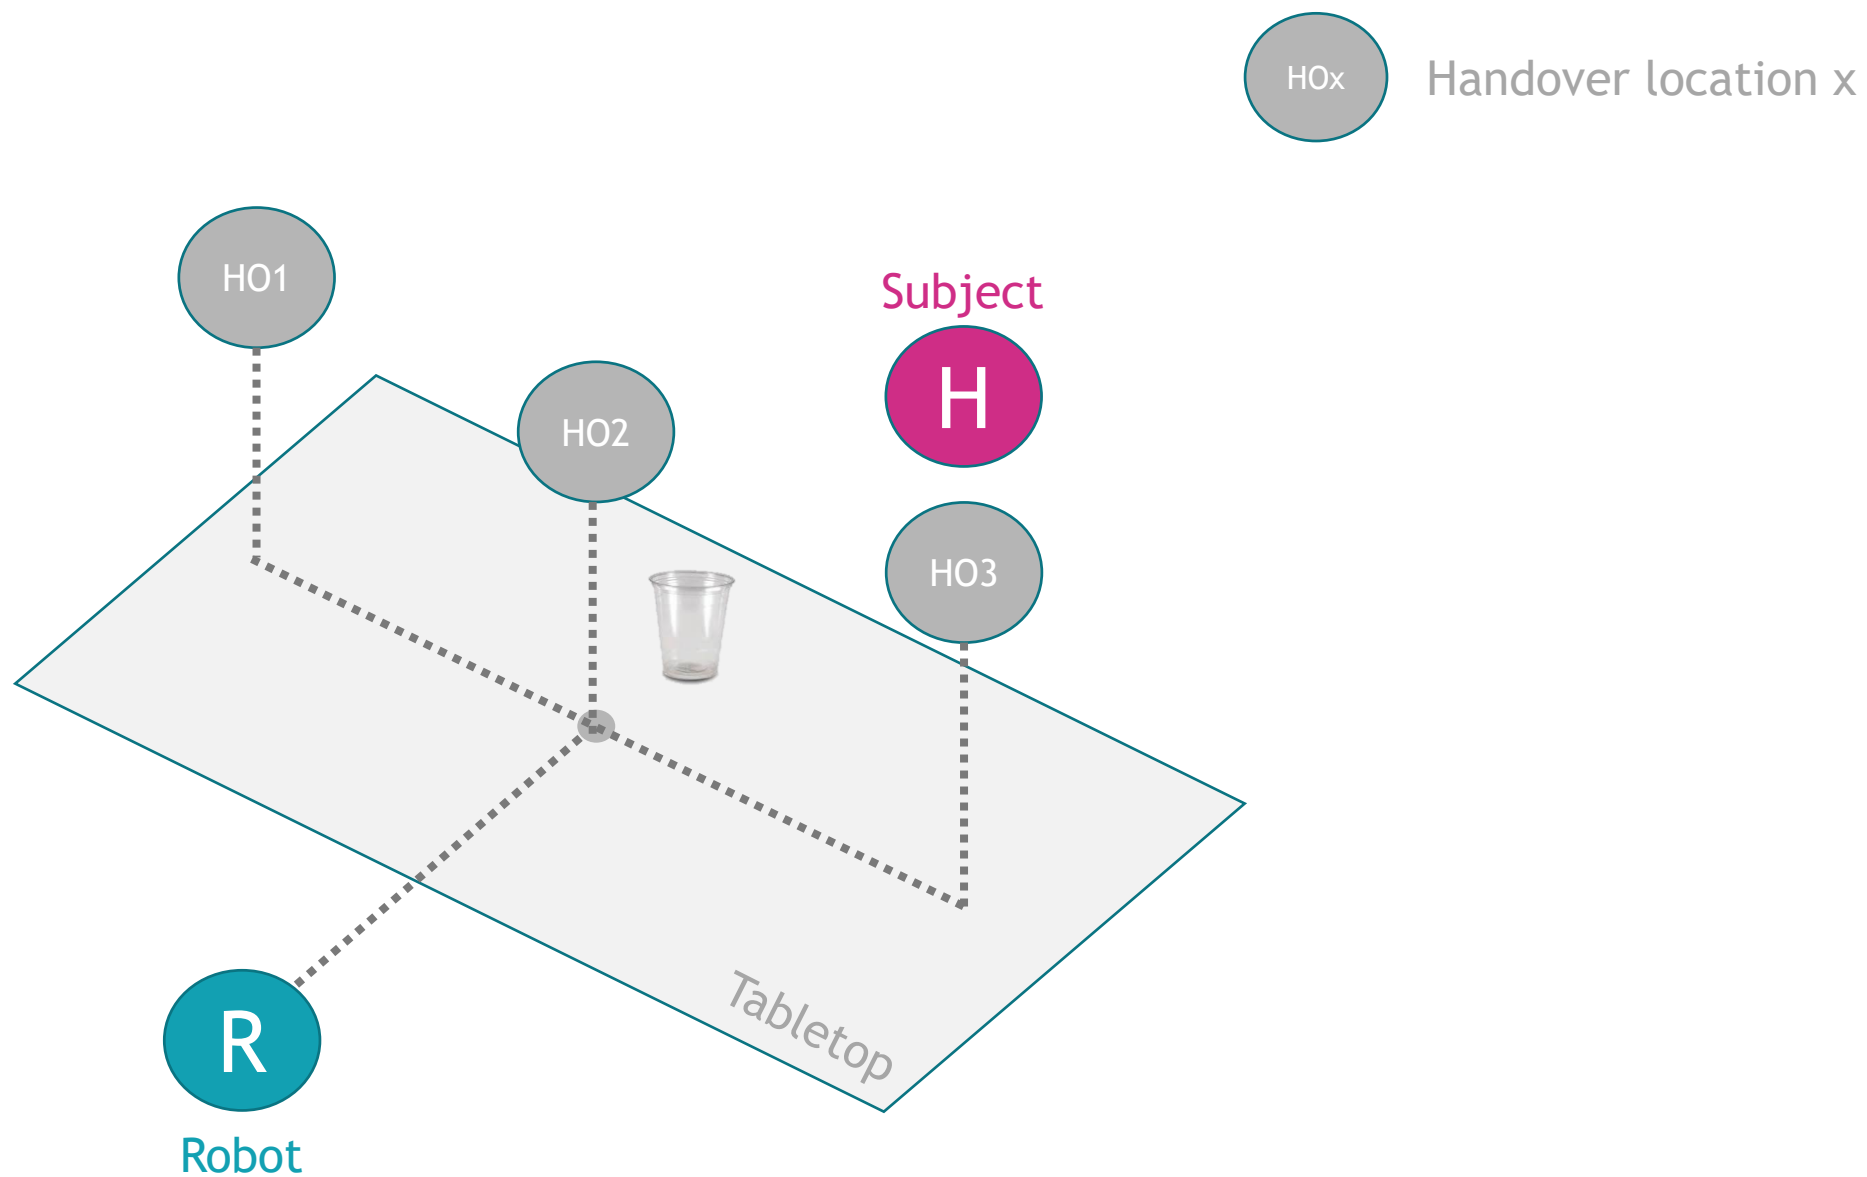 HOx
Handover location x
HO1
Subject
H
HO2
HO3
Tabletop
R
Robot